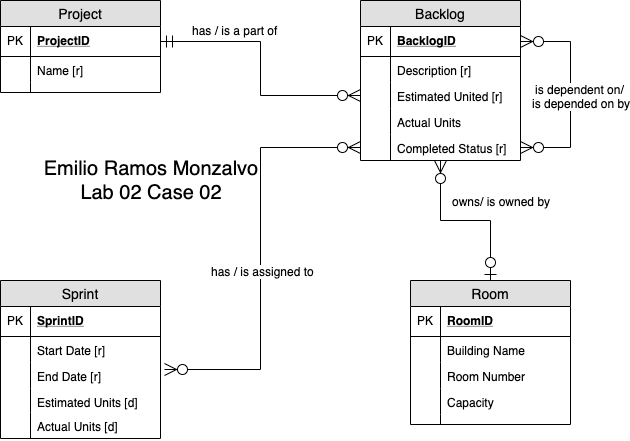 Project
PK ProjectID
Name [r]
has / is a part of
Backlog
PK BacklogID
Description [r]
Estimated United [r]
Actual Units
Completed Status [r]
is dependent on/
is depended on by
Emilio Ramos Monzalvo
Lab 02 Case 02
owns/ is owned by
has / is assigned to
Sprint
PK SprintID
Start Date [r]
End Date [r]
Estimated Units [d]
Actual Units [d]
Room
PK RoomID
Building Name
Room Number
Capacity